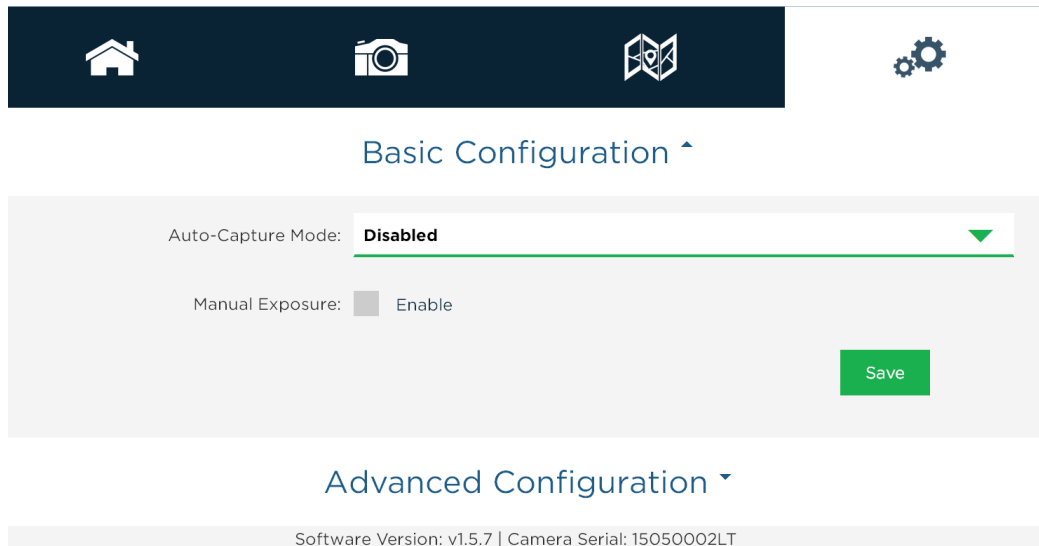 Basic Configuration
Auto-Capture Mode: Disabled
Manual Exposure: Enable
Save
Advanced Configuration
Software Version: v1.5.7 | Camera Serial: 15050002LT